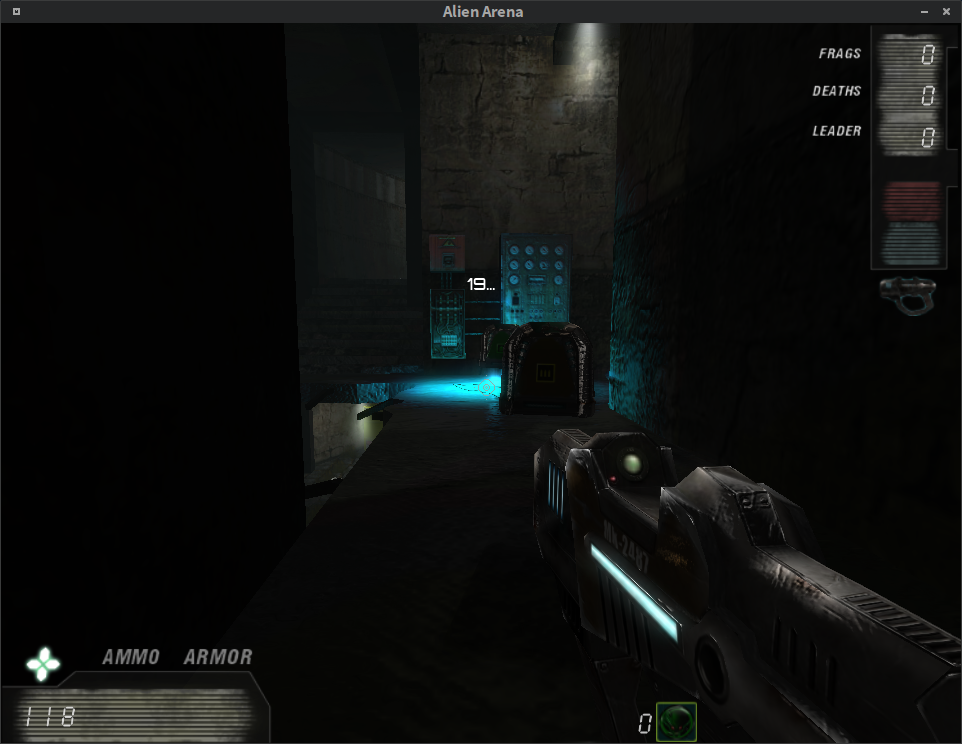 Alien Arena
FRAGS 0
DEATHS 0
LEADER 0
19...
AMMO ARMOR
118
0